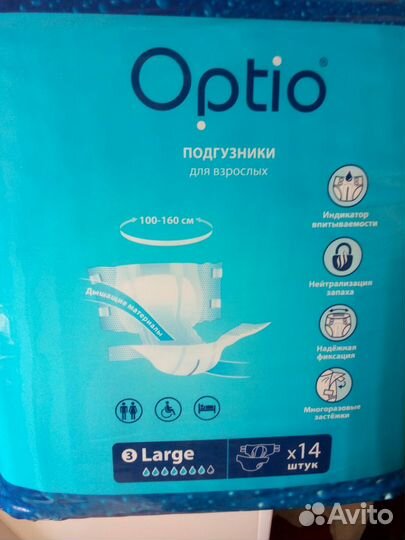 Optio®
ПОДГУЗНИКИ
для взрослых
100-160 см
Дышащие материалы
Индикатор
впитываемости
Нейтрализация
запаха
Надёжная
фиксация
Многоразовые
застёжки
3 Large
x14
штук
Avito